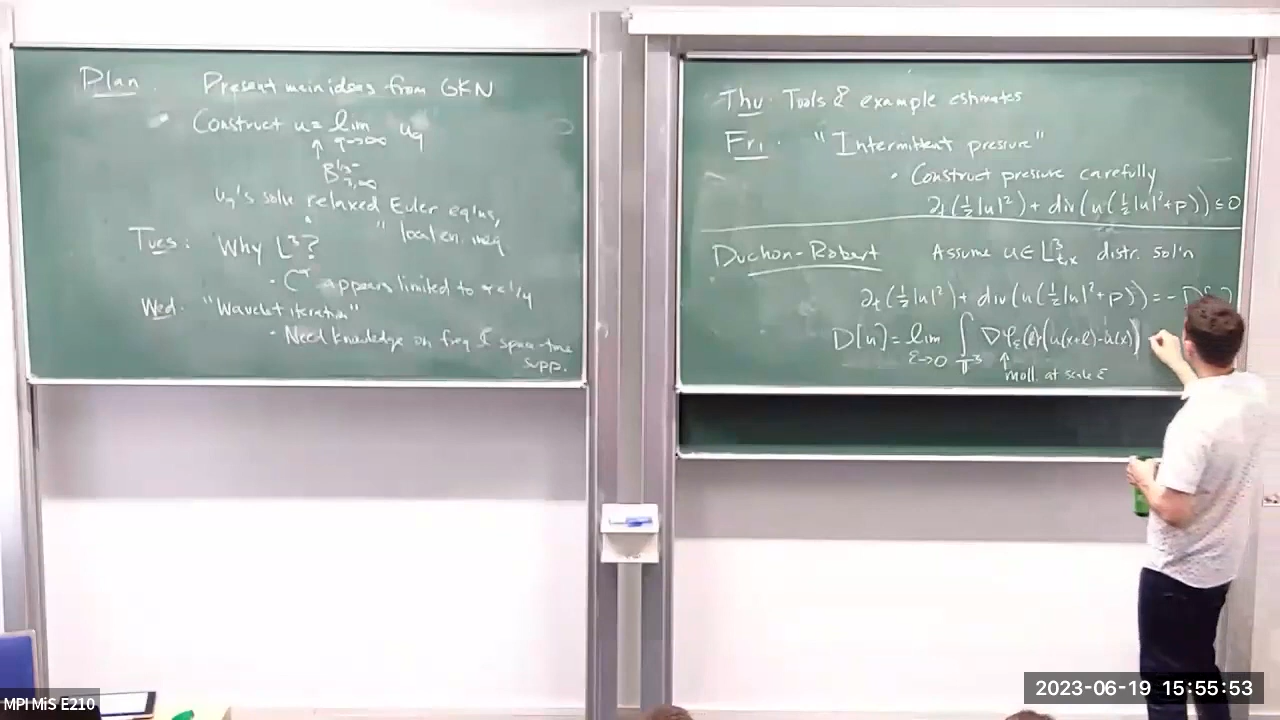 Plan. Present main ideas from GKN
Construct u = lim u_q
q→∞
↑
B^{1/3-}_{3,∞}
u_q's solve relaxed Euler eq'ns,
" local en. ineq
Tues: Why L³?
· C^α appears limited to α<1/4
Wed: "Wavelet iteration"
· Need knowledge on freq & space-time
supp.
Thu: Tools & example estimates
Fri: "Intermittent pressure"
· Construct pressure carefully
∂_t(½|u|²) + div(u(½|u|²+p)) ≤ 0
Duchon-Robert Assume u∈L³_{t,x} distr. sol'n
∂_t(½|u|²) + div(u(½|u|²+p)) = -D[
D[u] = lim_{ε→0} ∫_{𝕋³} ∇φ_ε(ℓ)·(u(x+ℓ)-u(x))
↑
moll. at scale ε
MPI MiS E210
2023-06-19 15:55:53